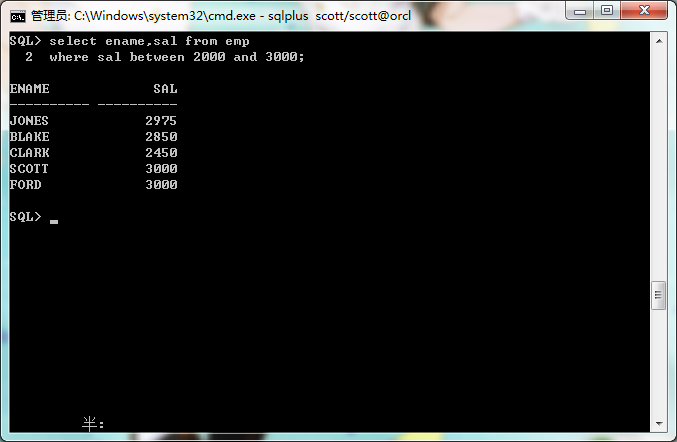 管理员: C:\Windows\system32\cmd.exe - sqlplus  scott/scott@orcl
SQL> select ename,sal from emp
  2  where sal between 2000 and 3000;
ENAME             SAL
---------- ----------
JONES            2975
BLAKE            2850
CLARK            2450
SCOTT            3000
FORD             3000
SQL>
半: